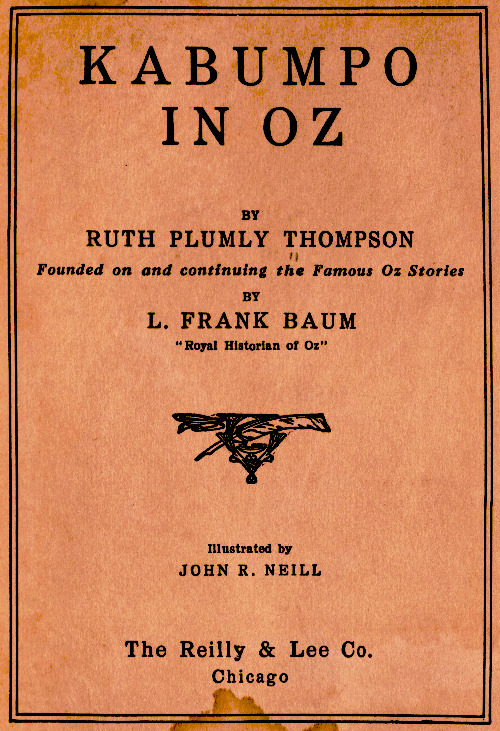 KABUMPO
IN OZ
BY
RUTH PLUMLY THOMPSON
Founded on and continuing the Famous Oz Stories
BY
L. FRANK BAUM
"Royal Historian of Oz"
Illustrated by
JOHN R. NEILL
The Reilly & Lee Co.
Chicago